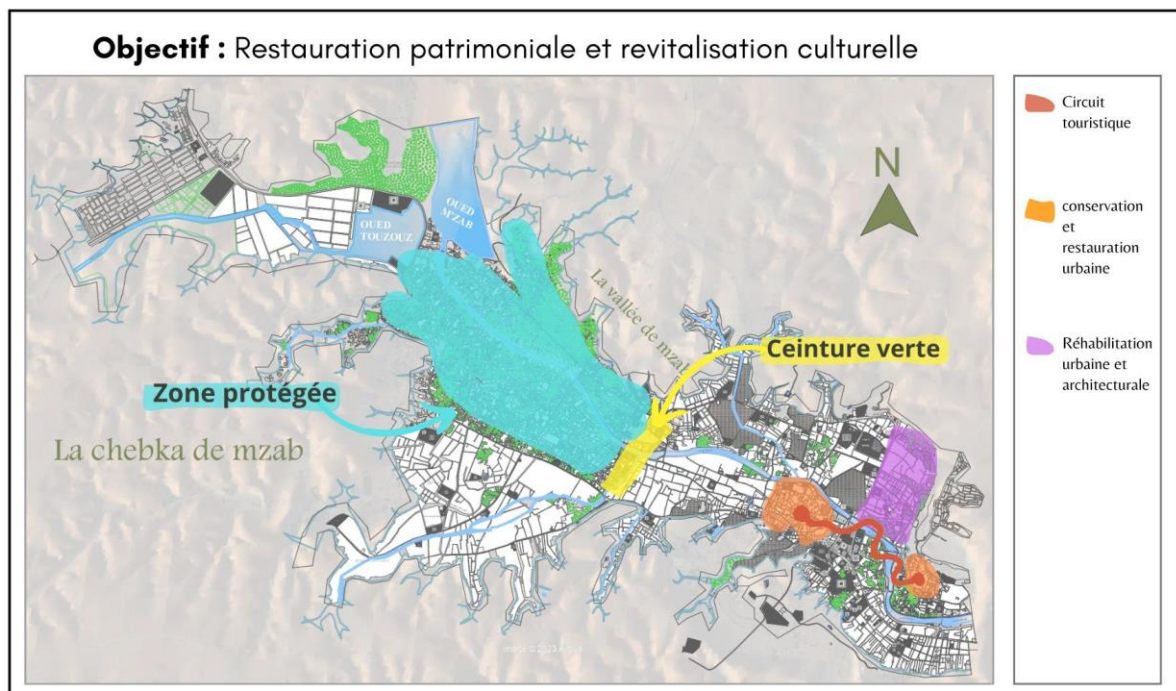 Objectif : Restauration patrimoniale et revitalisation culturelle
OUED
M'ZAB
OUED
TOUZOUZ
N
La vallée de mzab
Ceinture verte
Zone protégée
La chebka de mzab
Circuit
touristique
conservation
et
restauration
urbaine
Réhabilitation
urbaine et
architecturale